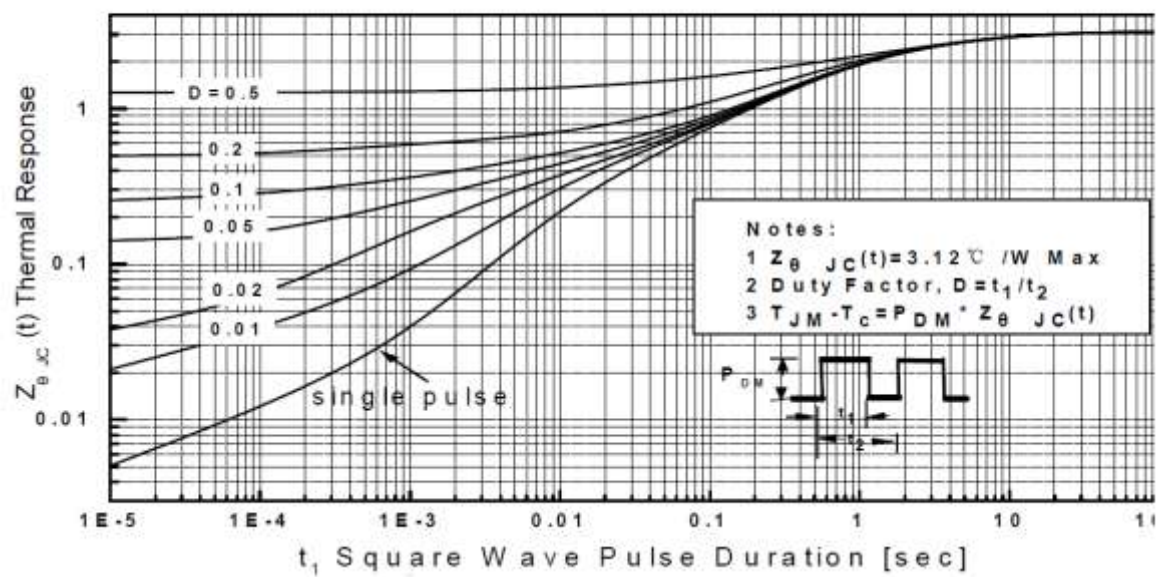 Z θ JC (t) Thermal Response
1
0.1
0.01
D=0.5
0.2
0.1
0.05
0.02
0.01
single pulse
Notes:
1 Zθ JC(t)=3.12℃ /W Max
2 Duty Factor, D=t1/t2
3 TJM-Tc=PDM* Zθ JC(t)
PDM
t1
t2
1E-5 1E-4 1E-3 0.01 0.1 1 10
t1 Square Wave Pulse Duration [sec]